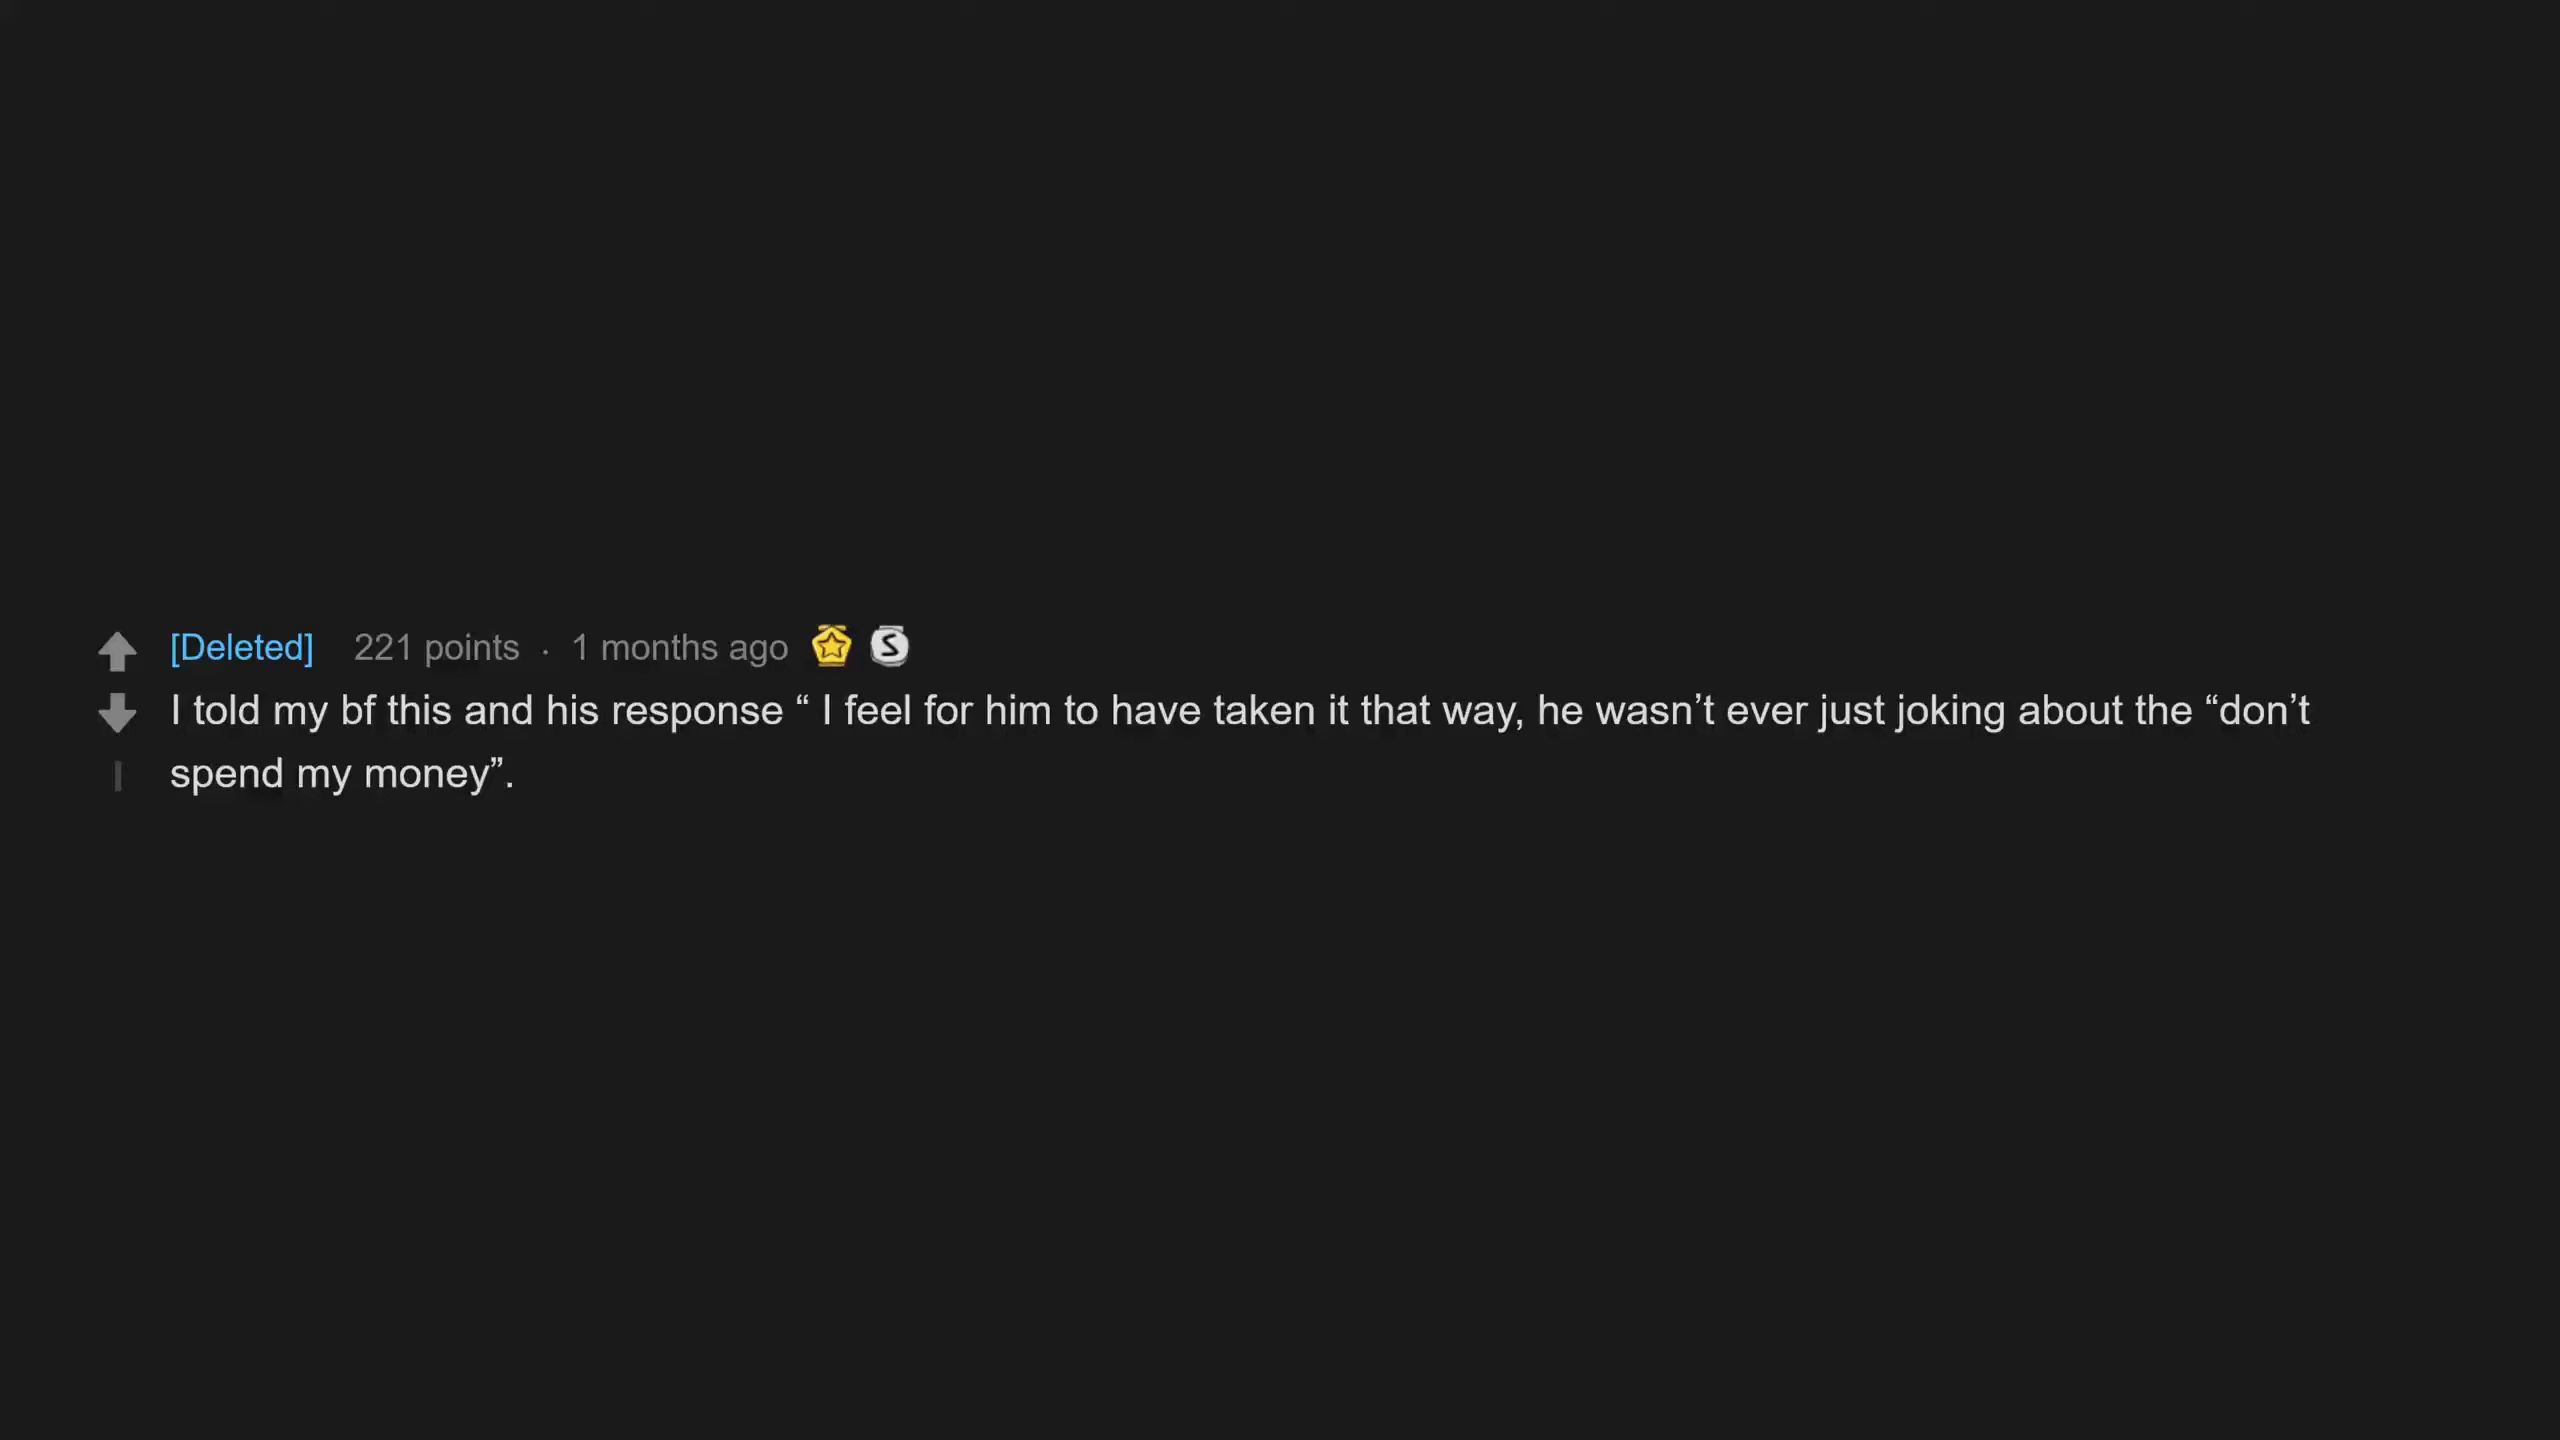 [Deleted] 221 points · 1 months ago S
I told my bf this and his response “ I feel for him to have taken it that way, he wasn’t ever just joking about the “don’t
spend my money”.